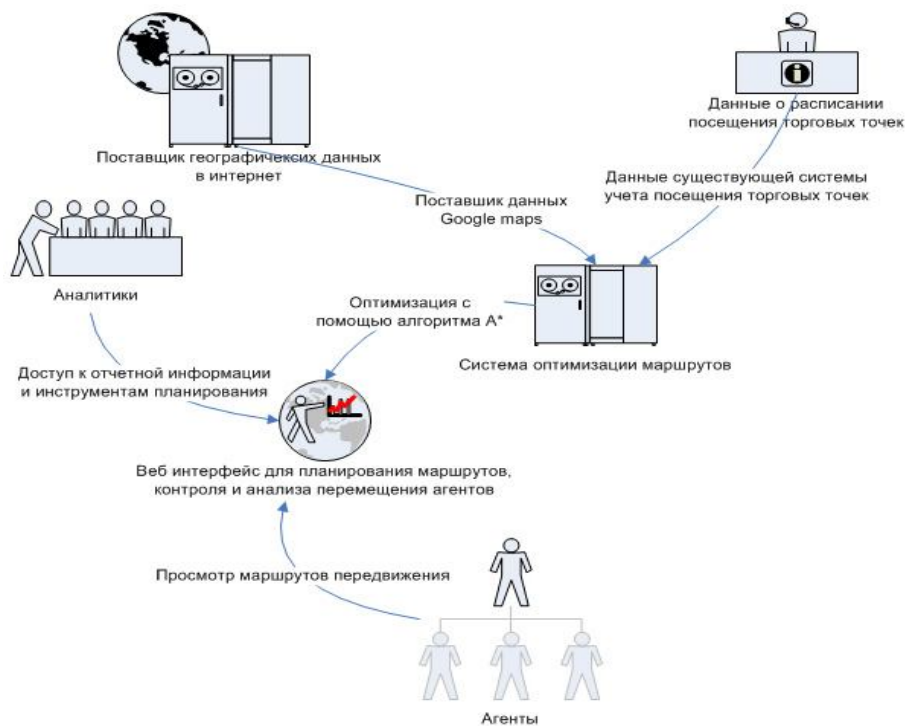 Данные о расписании
посещения торговых точек
Поставщик географичексих данных
в интернет
Данные существующей системы
учета посещения торговых точек
Поставшик данных
Google maps
Аналитики
Оптимизация с
помощью алгоритма А*
Система оптимизации маршрутов
Доступ к отчетной информации
и инструментам планирования
Веб интерфейс для планирования маршрутов,
контроля и анализа перемещения агентов
Просмотр маршрутов передвижения
Агенты